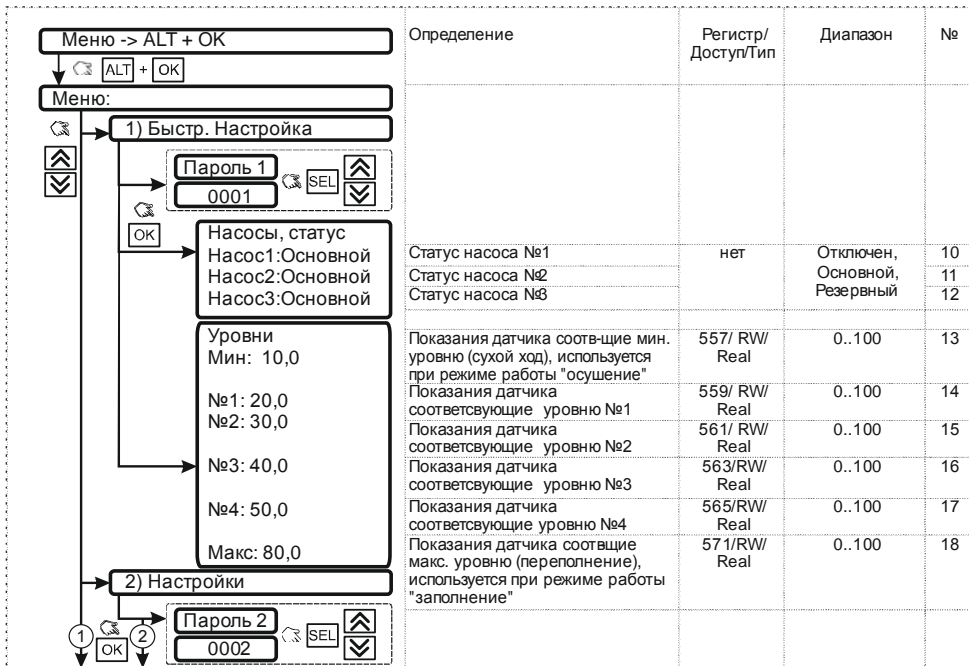 Меню -> ALT + OK
Определение
Регистр/
Доступ/Тип
Диапазон
№
ALT + OK
Меню:
1) Быстр. Настройка
Пароль 1
0001
SEL
OK
Насосы, статус
Насос1:Основной
Насос2:Основной
Насос3:Основной
Статус насоса №1
нет
Отключен,
Основной,
Резервный
10
Статус насоса №2
11
Статус насоса №3
12
Уровни
Мин: 10,0
№1: 20,0
№2: 30,0
№3: 40,0
№4: 50,0
Макс: 80,0
Показания датчика соотв-щие мин.
уровню (сухой ход), используется
при режиме работы "осушение"
557/ RW/
Real
0..100
13
Показания датчика
соответсвующие уровню №1
559/ RW/
Real
0..100
14
Показания датчика
соответсвующие уровню №2
561/ RW/
Real
0..100
15
Показания датчика
соответсвующие уровню №3
563/RW/
Real
0..100
16
Показания датчика
соответсвующие уровню №4
565/RW/
Real
0..100
17
Показания датчика соотвщие
макс. уровню (переполнение),
используется при режиме работы
"заполнение"
571/RW/
Real
0..100
18
2) Настройки
Пароль 2
0002
SEL
1
OK
2